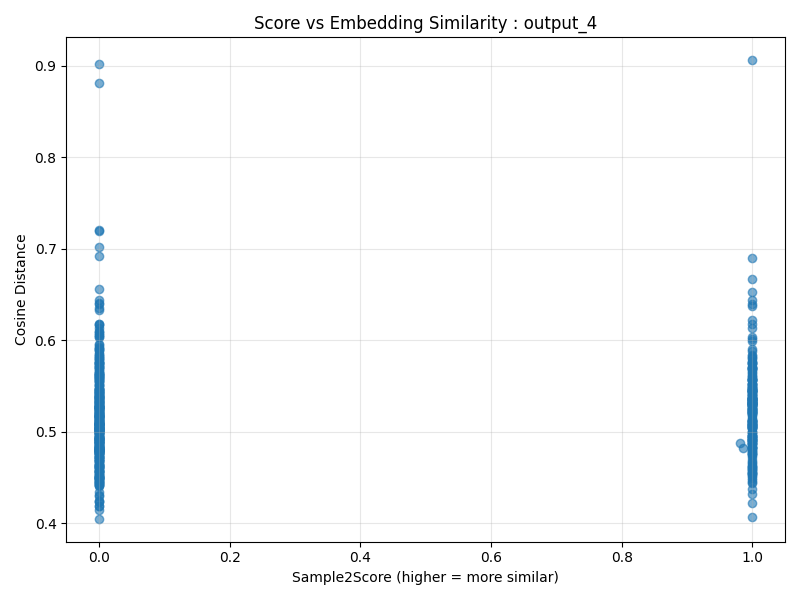 Score vs Embedding Similarity : output_4
Cosine Distance
0.9
0.8
0.7
0.6
0.5
0.4
0.0 0.2 0.4 0.6 0.8 1.0
Sample2Score (higher = more similar)